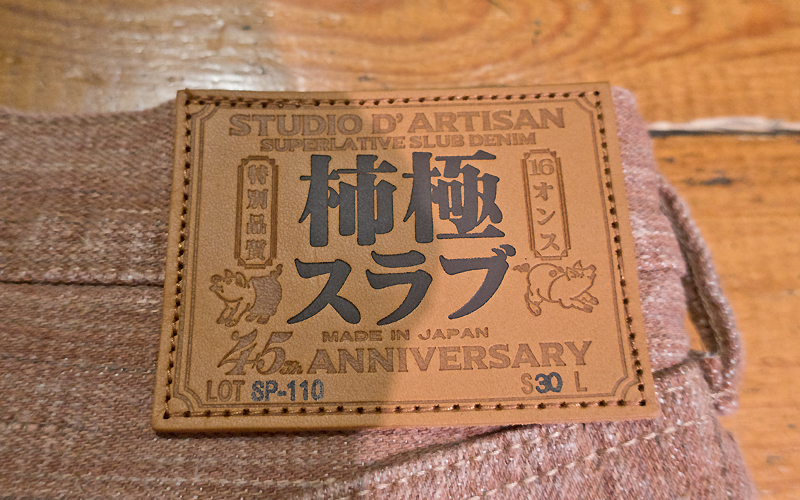 STUDIO D' ARTISAN
SUPERLATIVE SLUB DENIM
特別品質
柿極
スラブ
16オンス
MADE IN JAPAN
45th ANNIVERSARY
LOT SP-110
S30 L